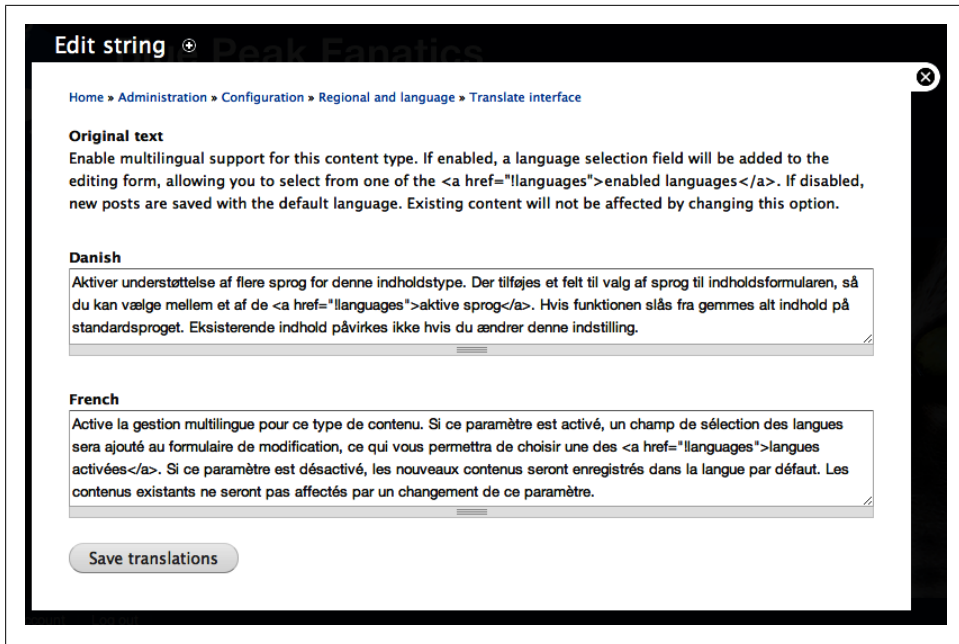 Peak Fanatics
Edit string
Home » Administration » Configuration » Regional and language » Translate interface
Original text
Enable multilingual support for this content type. If enabled, a language selection field will be added to the
editing form, allowing you to select from one of the <a href="!languages">enabled languages</a>. If disabled,
new posts are saved with the default language. Existing content will not be affected by changing this option.
Danish
Aktiver understøttelse af flere sprog for denne indholdstype. Der tilføjes et felt til valg af sprog til indholdsformularen, så
du kan vælge mellem et af de <a href="!languages">aktive sprog</a>. Hvis funktionen slås fra gemmes alt indhold på
standardsproget. Eksisterende indhold påvirkes ikke hvis du ændrer denne indstilling.
French
Active la gestion multilingue pour ce type de contenu. Si ce paramètre est activé, un champ de sélection des langues
sera ajouté au formulaire de modification, ce qui vous permettra de choisir une des <a href="!languages">langues
activées</a>. Si ce paramètre est désactivé, les nouveaux contenus seront enregistrés dans la langue par défaut. Les
contenus existants ne seront pas affectés par un changement de ce paramètre.
Save translations